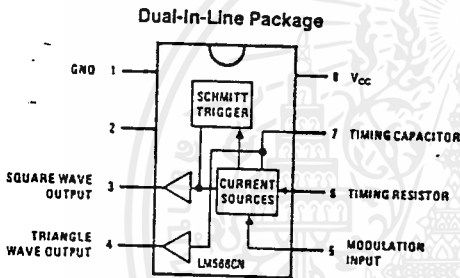 Dual-In-Line Package
GND 1
8 Vcc
SCHMITT
TRIGGER
2
7 TIMING CAPACITOR
SQUARE WAVE
OUTPUT 3
CURRENT
SOURCES
6 TIMING RESISTOR
TRIANGLE
WAVE OUTPUT 4
5 MODULATION
INPUT
LM566CN